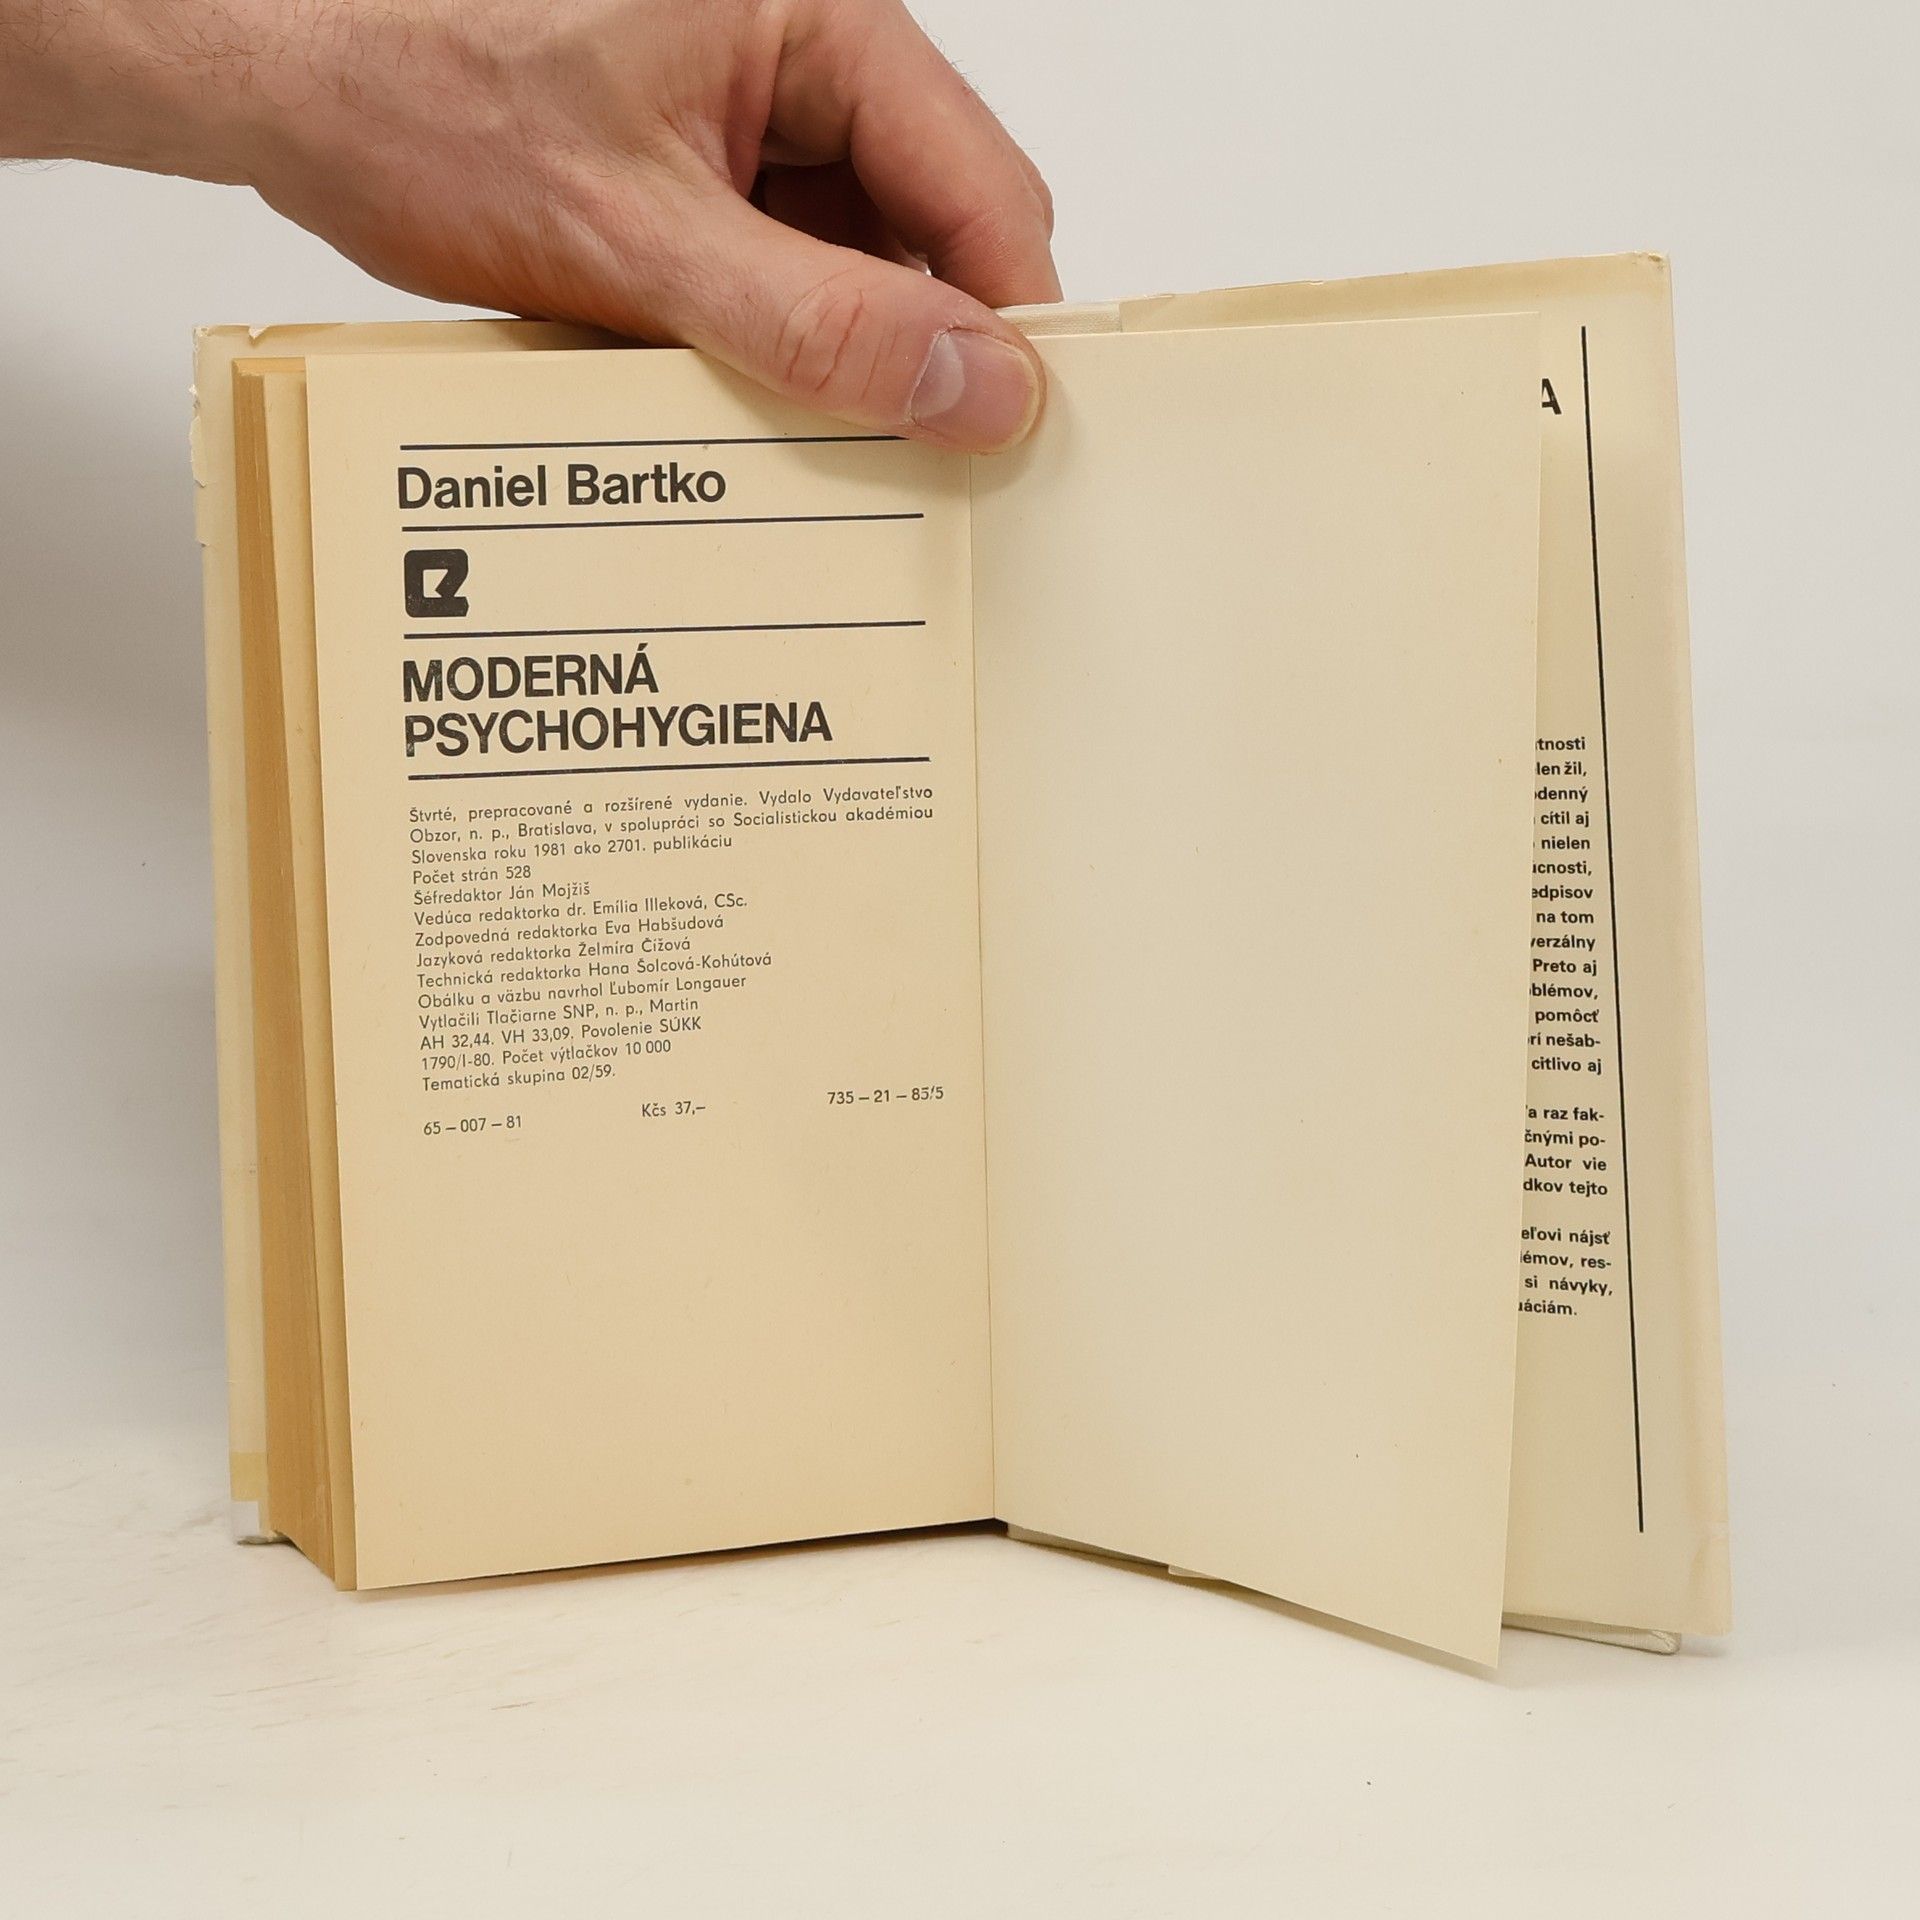 Daniel Bartko
MODERNÁ
PSYCHOHYGIENA
Štvrté, prepracované a rozšírené vydanie. Vydalo Vydavateľstvo
Obzor, n. p., Bratislava, v spolupráci so Socialistickou akadémiou
Slovenska roku 1981 ako 2701. publikáciu
Počet strán 528
Šéfredaktor Ján Mojžiš
Vedúca redaktorka dr. Emília Illeková, CSc.
Zodpovedná redaktorka Eva Habšudová
Jazyková redaktorka Želmíra Čížová
Technická redaktorka Hana Šolcová-Kohútová
Obálku a väzbu navrhol Ľubomír Longauer
Vytlačili Tlačiarne SNP, n. p., Martin
AH 32,44. VH 33,09. Povolenie SÚKK
1790/I-80. Počet výtlačkov 10 000
Tematická skupina 02/59.
65 – 007 – 81 Kčs 37,– 735 – 21 – 85/5
A
tnosti
len žil,
denný
cítil aj
nielen
cnosti,
edpisov
na tom
verzálny
Preto aj
blémov,
pomôcť
rí nešab-
citlivo aj
a raz fak-
čnými po-
Autor vie
dkov tejto
eľovi nájsť
émov, res-
si návyky,
uáciám.